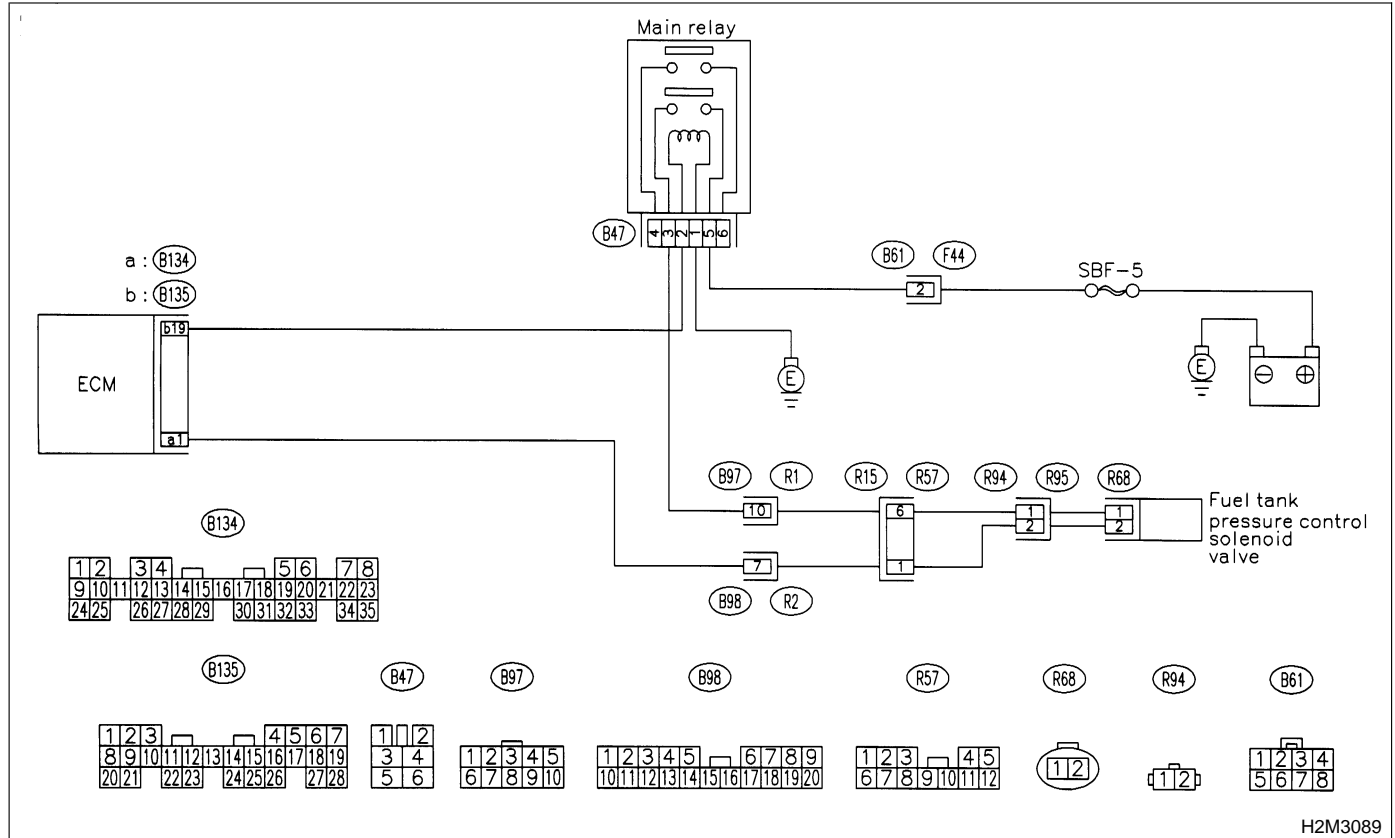 Main relay
4 3 2 1 5 6
B47
B61 F44
2
SBF-5
a : B134
b : B135
b19
ECM
a1
E
E
⊖ ⊕
B97 R1 R15 R57 R94 R95 R68
10 6 1 1
2 2
7 1
B98 R2
Fuel tank
pressure control
solenoid
valve
B134
1 2 3 4 5 6 7 8
9 10 11 12 13 14 15 16 17 18 19 20 21 22 23
24 25 26 27 28 29 30 31 32 33 34 35
B135
1 2 3 4 5 6 7
8 9 10 11 12 13 14 15 16 17 18 19
20 21 22 23 24 25 26 27 28
B47
1 2
3 4
5 6
B97
1 2 3 4 5
6 7 8 9 10
B98
1 2 3 4 5 6 7 8 9
10 11 12 13 14 15 16 17 18 19 20
R57
1 2 3 4 5
6 7 8 9 10 11 12
R68
1 2
R94
1 2
B61
1 2 3 4
5 6 7 8
H2M3089